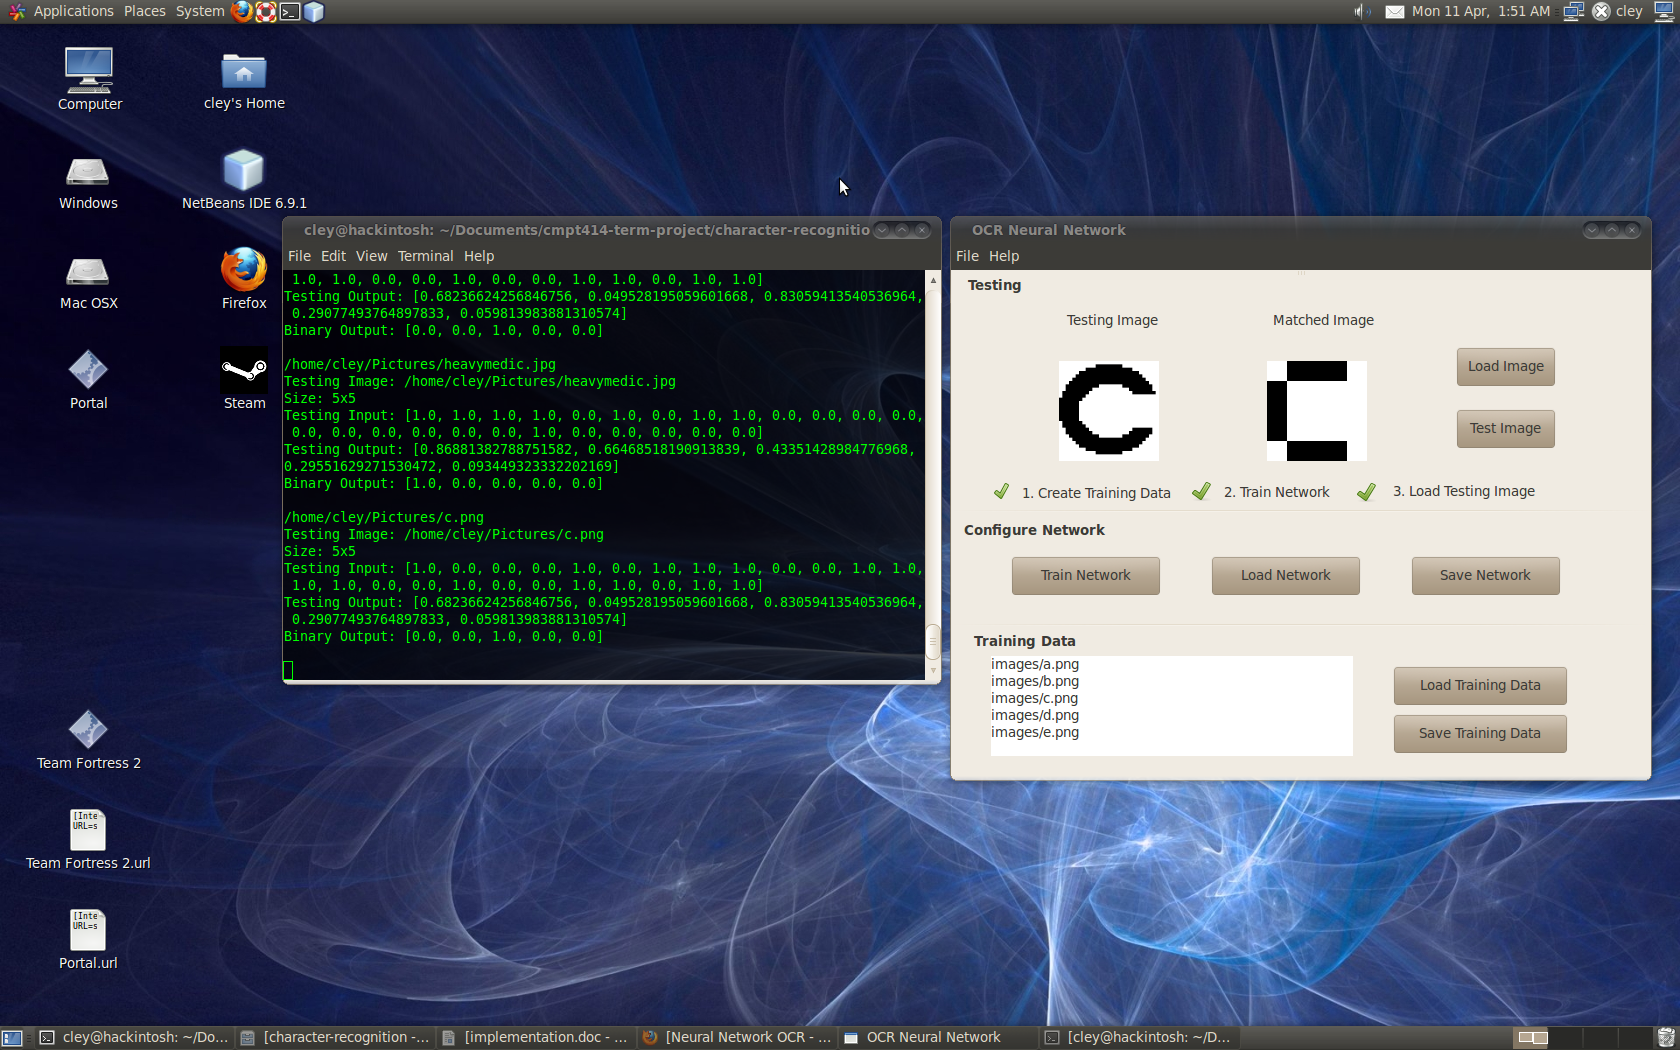 Applications Places System
Mon 11 Apr, 1:51 AM
cley
Computer
cley's Home
Windows
NetBeans IDE 6.9.1
Mac OSX
Firefox
Portal
Steam
Team Fortress 2
[Inte
URL=s
Team Fortress 2.url
[Inte
URL=s
Portal.url
cley@hackintosh: ~/Documents/cmpt414-term-project/character-recognitio
File Edit View Terminal Help
1.0, 1.0, 0.0, 0.0, 1.0, 0.0, 0.0, 1.0, 1.0, 0.0, 1.0, 1.0]
Testing Output: [0.68236624256846756, 0.049528195059601668, 0.83059413540536964,
0.29077493764897833, 0.059813983881310574]
Binary Output: [0.0, 0.0, 1.0, 0.0, 0.0]
/home/cley/Pictures/heavymedic.jpg
Testing Image: /home/cley/Pictures/heavymedic.jpg
Size: 5x5
Testing Input: [1.0, 1.0, 1.0, 1.0, 0.0, 1.0, 0.0, 1.0, 1.0, 0.0, 0.0, 0.0, 0.0,
0.0, 0.0, 0.0, 0.0, 0.0, 0.0, 1.0, 0.0, 0.0, 0.0, 0.0, 0.0]
Testing Output: [0.86881382788751582, 0.66468518190913839, 0.43351428984776968,
0.29551629271530472, 0.093449323332202169]
Binary Output: [1.0, 0.0, 0.0, 0.0, 0.0]
/home/cley/Pictures/c.png
Testing Image: /home/cley/Pictures/c.png
Size: 5x5
Testing Input: [1.0, 0.0, 0.0, 0.0, 1.0, 0.0, 1.0, 1.0, 1.0, 0.0, 0.0, 1.0, 1.0,
1.0, 1.0, 0.0, 0.0, 1.0, 0.0, 0.0, 1.0, 1.0, 0.0, 1.0, 1.0]
Testing Output: [0.68236624256846756, 0.049528195059601668, 0.83059413540536964,
0.29077493764897833, 0.059813983881310574]
Binary Output: [0.0, 0.0, 1.0, 0.0, 0.0]
OCR Neural Network
File Help
Testing
Testing Image
Matched Image
C
C
Load Image
Test Image
1. Create Training Data
2. Train Network
3. Load Testing Image
Configure Network
Train Network
Load Network
Save Network
Training Data
images/a.png
images/b.png
images/c.png
images/d.png
images/e.png
Load Training Data
Save Training Data
cley@hackintosh: ~/Do...
[character-recognition -...
[implementation.doc - ...
[Neural Network OCR - ...
OCR Neural Network
[cley@hackintosh: ~/D...